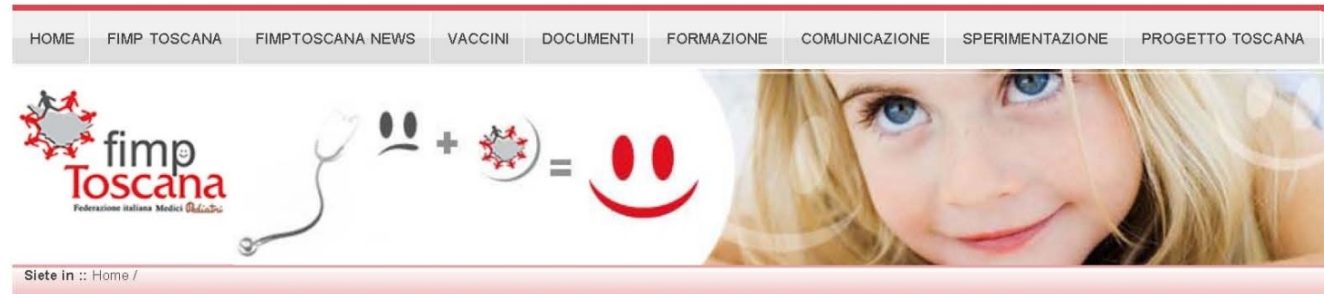 HOME FIMP TOSCANA FIMPTOSCANA NEWS VACCINI DOCUMENTI FORMAZIONE COMUNICAZIONE SPERIMENTAZIONE PROGETTO TOSCANA
fimp
Toscana
Federazione italiana Medici Pediatri
+ =
Siete in :: Home /